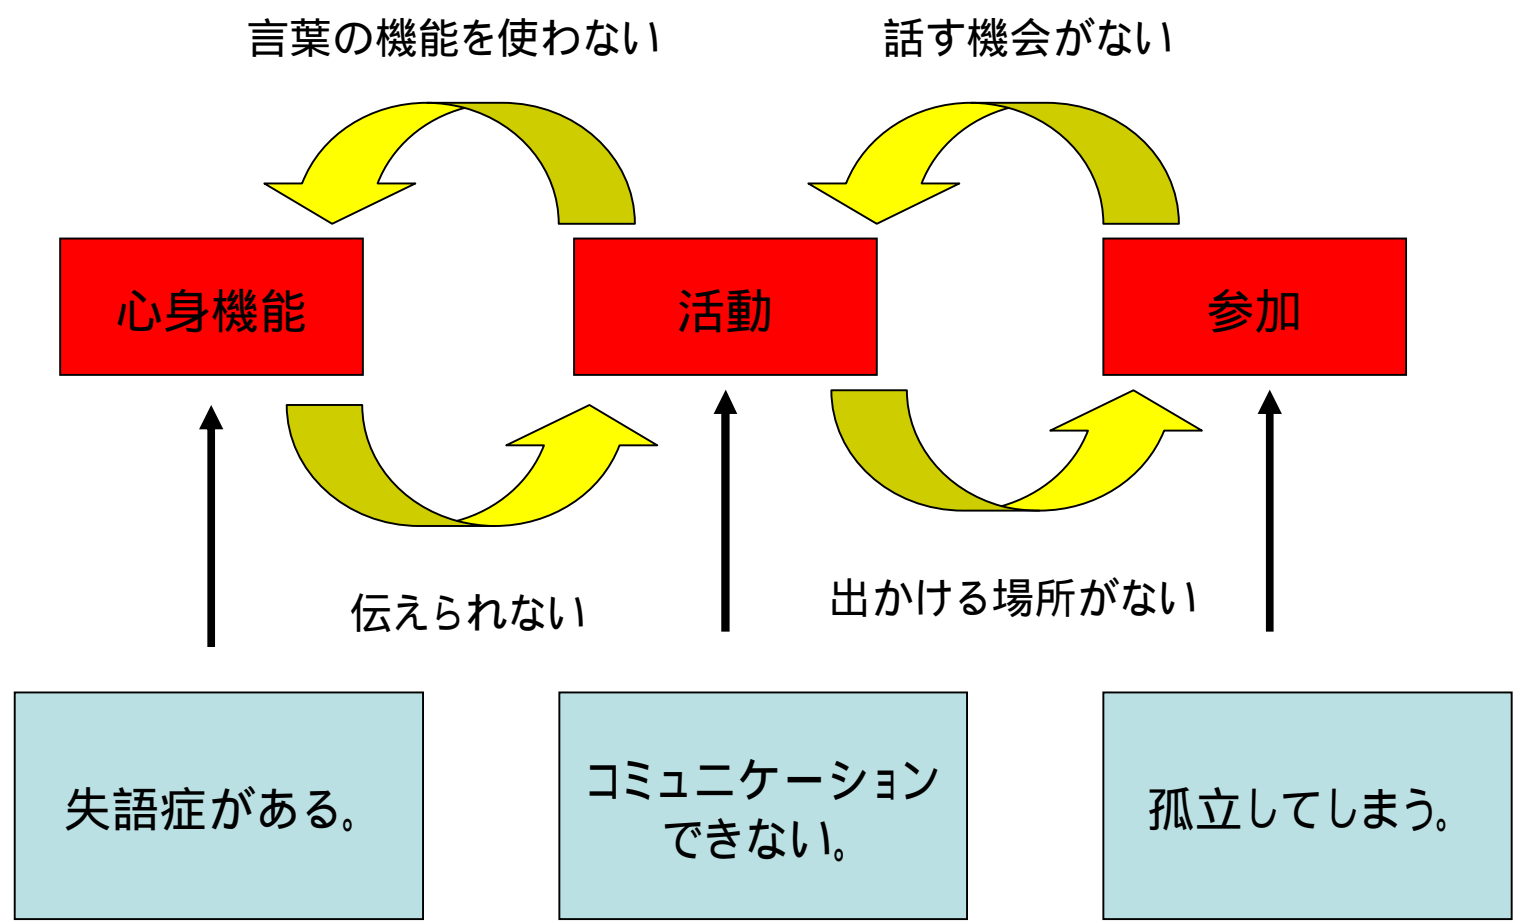 言葉の機能を使わない
話す機会がない
心身機能
活動
参加
伝えられない
出かける場所がない
失語症がある。
コミュニケーション
できない。
孤立してしまう。